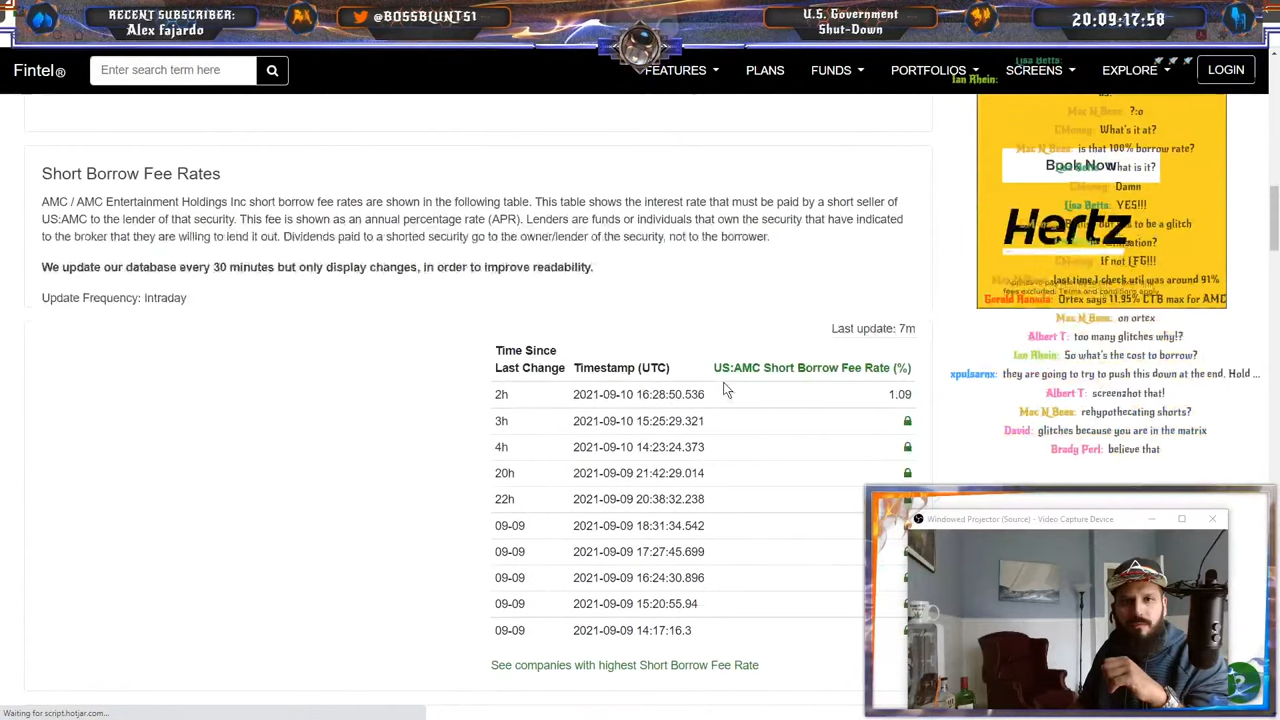 RECENT SUBSCRIBER:
Alex fajardo
@BOSSBLUNT51
U.S. Government
Shut-Down
20:09:17:58
Fintel®
Enter search term here
FEATURES
PLANS
FUNDS
PORTFOLIOS
SCREENS
EXPLORE
LOGIN
Lisa Betts:
Ian Rhein:
Short Borrow Fee Rates
AMC / AMC Entertainment Holdings Inc short borrow fee rates are shown in the following table. This table shows the interest rate that must be paid by a short seller of
US:AMC to the lender of that security. This fee is shown as an annual percentage rate (APR). Lenders are funds or individuals that own the security that have indicated
to the broker that they are willing to lend it out. Dividends paid to a shorted security go to the owner/lender of the security, not to the borrower.
We update our database every 30 minutes but only display changes, in order to improve readability.
Update Frequency: Intraday
Last update: 7m
Time Since
Last Change
Timestamp (UTC)
US:AMC Short Borrow Fee Rate (%)
2h 2021-09-10 16:28:50.536 1.09
3h 2021-09-10 15:25:29.321
4h 2021-09-10 14:23:24.373
20h 2021-09-09 21:42:29.014
22h 2021-09-09 20:38:32.238
09-09 2021-09-09 18:31:34.542
09-09 2021-09-09 17:27:45.699
09-09 2021-09-09 16:24:30.896
09-09 2021-09-09 15:20:55.94
09-09 2021-09-09 14:17:16.3
See companies with highest Short Borrow Fee Rate
us.
?:o
What's it at?
is that 100% borrow rate?
Book Now
Lisa Betts: What is it?
Damn
Lisa Betts: YES!!!
Hertz
to be a glitch
If not LFG!!!
last time I check util was around 91%
Gerald Ranada: Ortex says 11.95% CTB max for AMC
Mac N Bees: on ortex
Albert T: too many glitches why!?
Ian Rhein: So what's the cost to borrow?
xpulsarnx: they are going to try to push this down at the end. Hold ...
Albert T: screenshot that!
Mac N Bees: rehypothecating shorts?
David: glitches because you are in the matrix
Brady Perl: believe that
Windowed Projector (Source) - Video Capture Device
Waiting for script.hotjar.com...